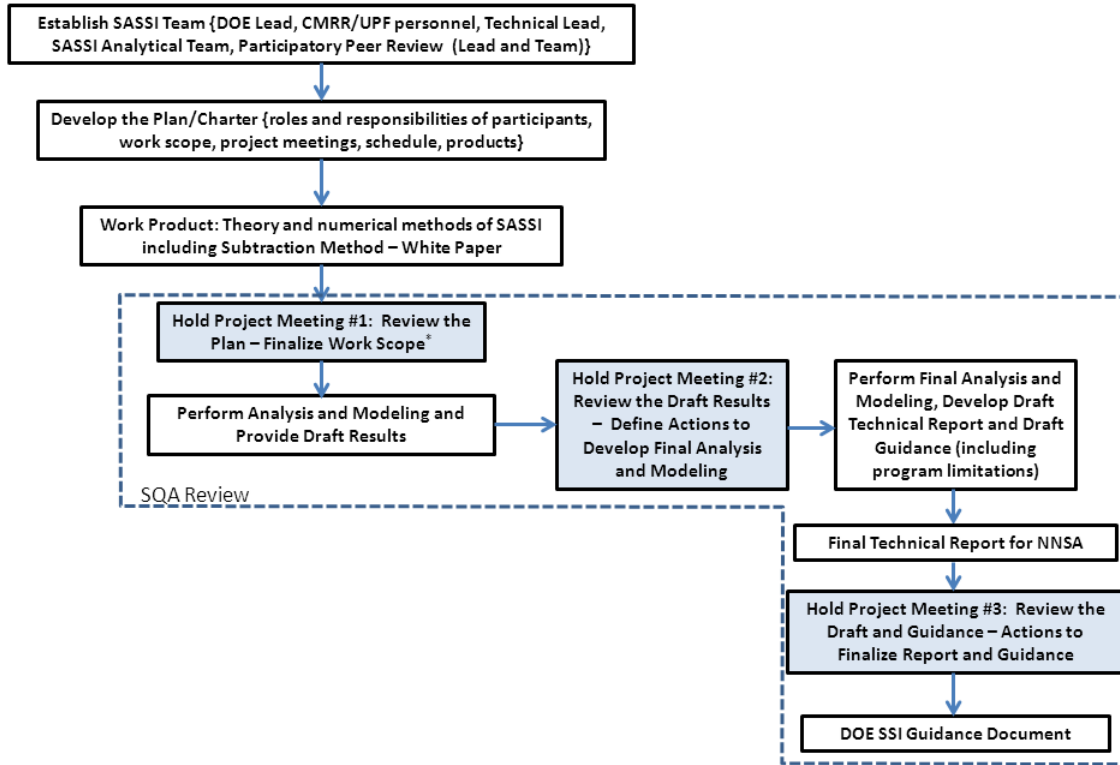 Establish SASSI Team {DOE Lead, CMRR/UPF personnel, Technical Lead,
SASSI Analytical Team, Participatory Peer Review  (Lead and Team)}
Develop the Plan/Charter {roles and responsibilities of participants,
work scope, project meetings, schedule, products}
Work Product: Theory and numerical methods of SASSI
including Subtraction Method – White Paper
Hold Project Meeting #1:  Review the
Plan – Finalize Work Scope*
Perform Analysis and Modeling and
Provide Draft Results
Hold Project Meeting #2:
Review the Draft Results
–  Define Actions to
Develop Final Analysis
and Modeling
Perform Final Analysis and
Modeling, Develop Draft
Technical Report and Draft
Guidance (including
program limitations)
SQA Review
Final Technical Report for NNSA
Hold Project Meeting #3:  Review the
Draft and Guidance – Actions to
Finalize Report and Guidance
DOE SSI Guidance Document